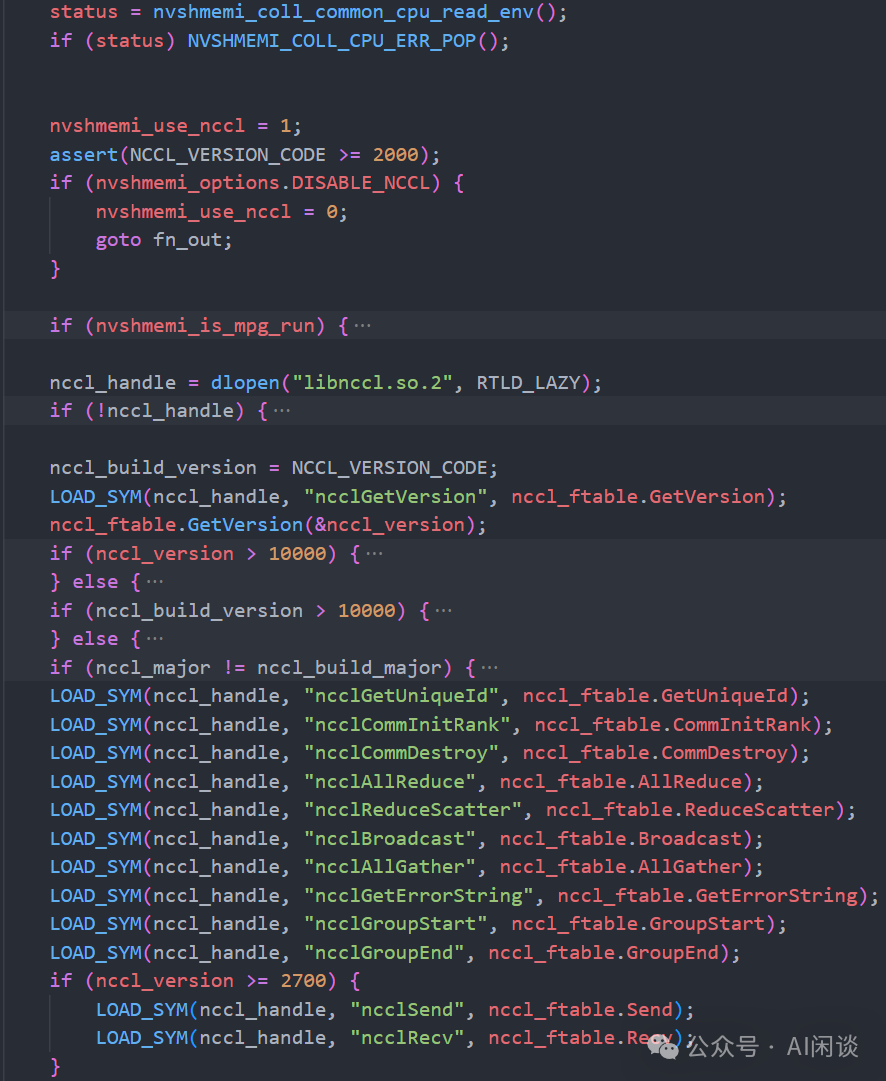 status = nvshmemi_coll_common_cpu_read_env();
if (status) NVSHMEMI_COLL_CPU_ERR_POP();
nvshmemi_use_nccl = 1;
assert(NCCL_VERSION_CODE >= 2000);
if (nvshmemi_options.DISABLE_NCCL) {
    nvshmemi_use_nccl = 0;
    goto fn_out;
}
if (nvshmemi_is_mpg_run) {···
nccl_handle = dlopen("libnccl.so.2", RTLD_LAZY);
if (!nccl_handle) {···
nccl_build_version = NCCL_VERSION_CODE;
LOAD_SYM(nccl_handle, "ncclGetVersion", nccl_ftable.GetVersion);
nccl_ftable.GetVersion(&nccl_version);
if (nccl_version > 10000) {···
} else {···
if (nccl_build_version > 10000) {···
} else {···
if (nccl_major != nccl_build_major) {···
LOAD_SYM(nccl_handle, "ncclGetUniqueId", nccl_ftable.GetUniqueId);
LOAD_SYM(nccl_handle, "ncclCommInitRank", nccl_ftable.CommInitRank);
LOAD_SYM(nccl_handle, "ncclCommDestroy", nccl_ftable.CommDestroy);
LOAD_SYM(nccl_handle, "ncclAllReduce", nccl_ftable.AllReduce);
LOAD_SYM(nccl_handle, "ncclReduceScatter", nccl_ftable.ReduceScatter);
LOAD_SYM(nccl_handle, "ncclBroadcast", nccl_ftable.Broadcast);
LOAD_SYM(nccl_handle, "ncclAllGather", nccl_ftable.AllGather);
LOAD_SYM(nccl_handle, "ncclGetErrorString", nccl_ftable.GetErrorString);
LOAD_SYM(nccl_handle, "ncclGroupStart", nccl_ftable.GroupStart);
LOAD_SYM(nccl_handle, "ncclGroupEnd", nccl_ftable.GroupEnd);
if (nccl_version >= 2700) {
    LOAD_SYM(nccl_handle, "ncclSend", nccl_ftable.Send);
    LOAD_SYM(nccl_handle, "ncclRecv", nccl_ftable.Recv);
}
公众号 · AI闲谈